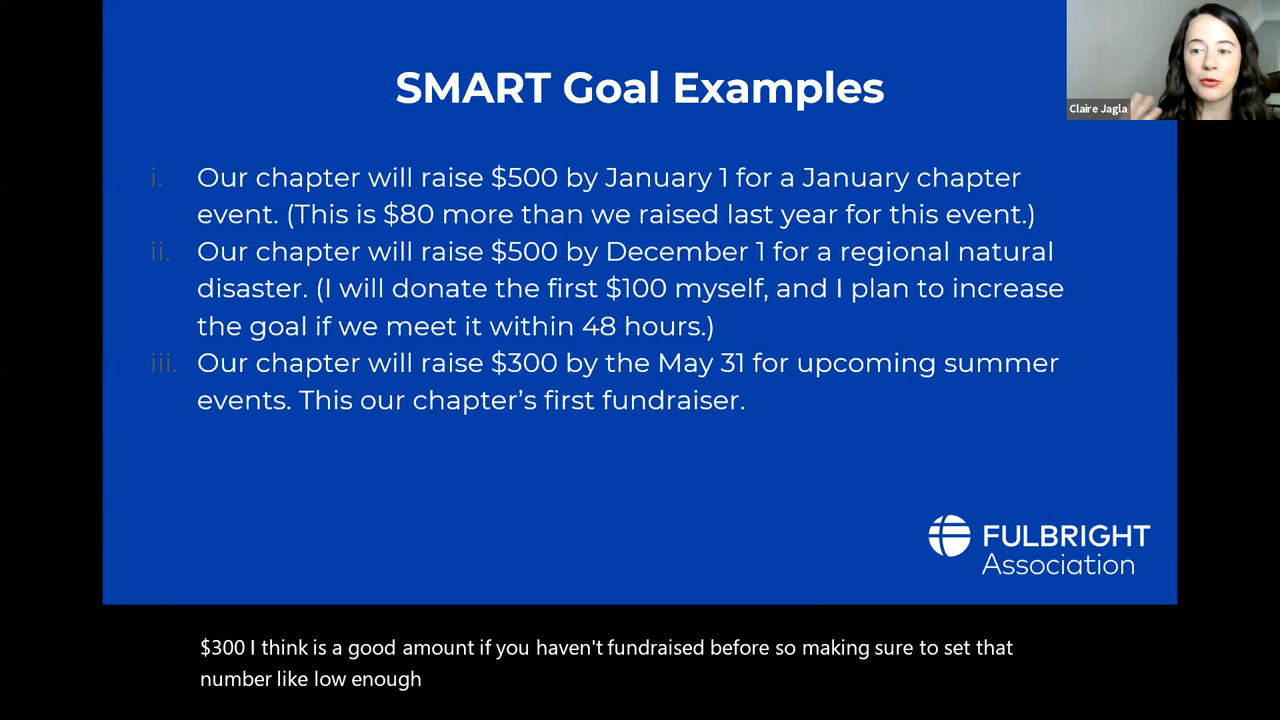 SMART Goal Examples
Claire Jagla
i. Our chapter will raise $500 by January 1 for a January chapter
event. (This is $80 more than we raised last year for this event.)
ii. Our chapter will raise $500 by December 1 for a regional natural
disaster. (I will donate the first $100 myself, and I plan to increase
the goal if we meet it within 48 hours.)
iii. Our chapter will raise $300 by the May 31 for upcoming summer
events. This our chapter’s first fundraiser.
FULBRIGHT
Association
$300 I think is a good amount if you haven't fundraised before so making sure to set that
number like low enough